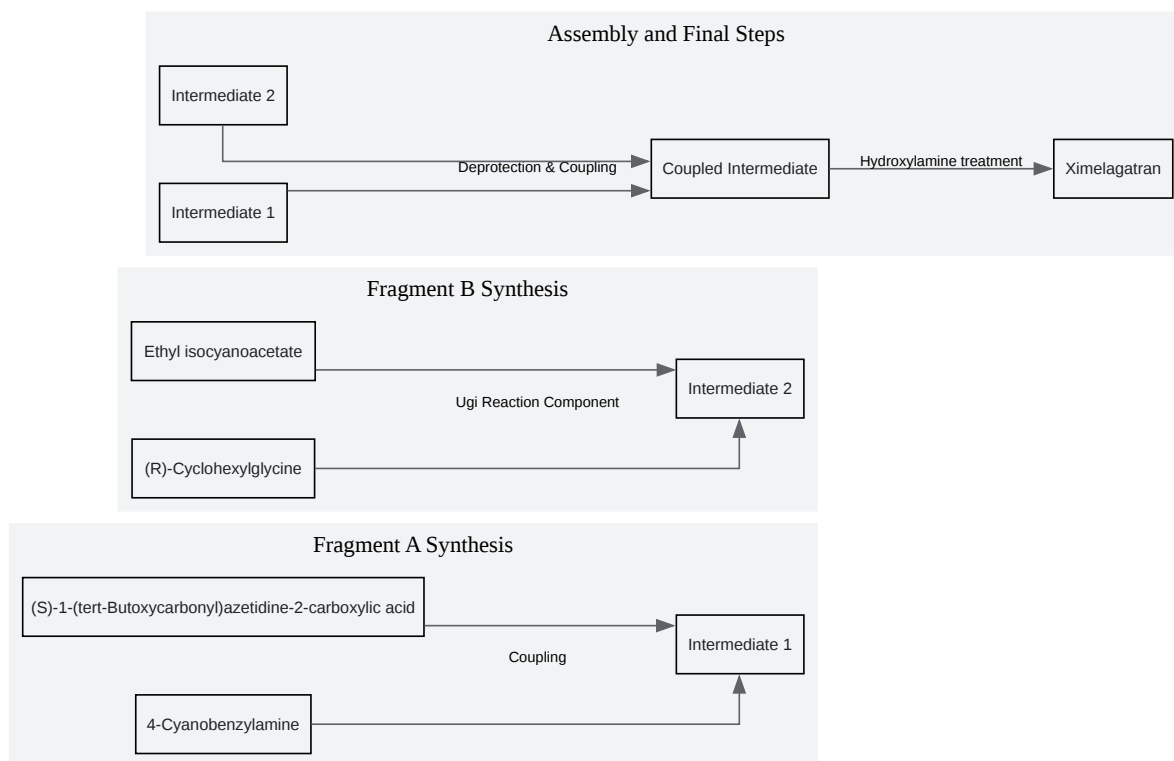 Assembly and Final Steps
Intermediate 2
Deprotection & Coupling
Coupled Intermediate
Hydroxylamine treatment
Ximelagatran
Intermediate 1
Fragment B Synthesis
Ethyl isocyanoacetate
Intermediate 2
Ugi Reaction Component
(R)-Cyclohexylglycine
Fragment A Synthesis
(S)-1-(tert-Butoxycarbonyl)azetidine-2-carboxylic acid
Intermediate 1
Coupling
4-Cyanobenzylamine